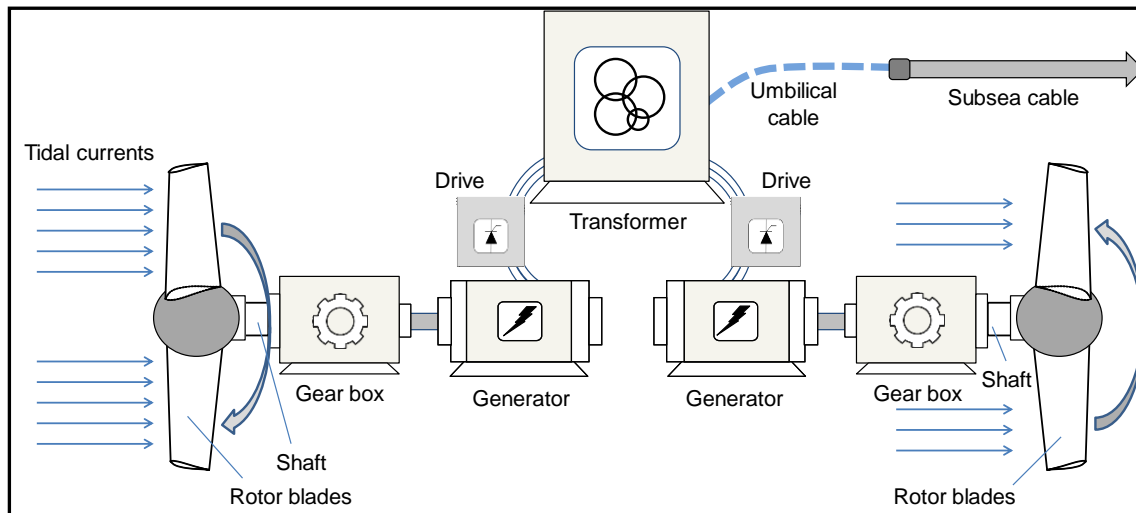 Umbilical
cable
Subsea cable
Tidal currents
Drive
Drive
Transformer
Gear box
Generator
Generator
Gear box
Shaft
Shaft
Rotor blades
Rotor blades